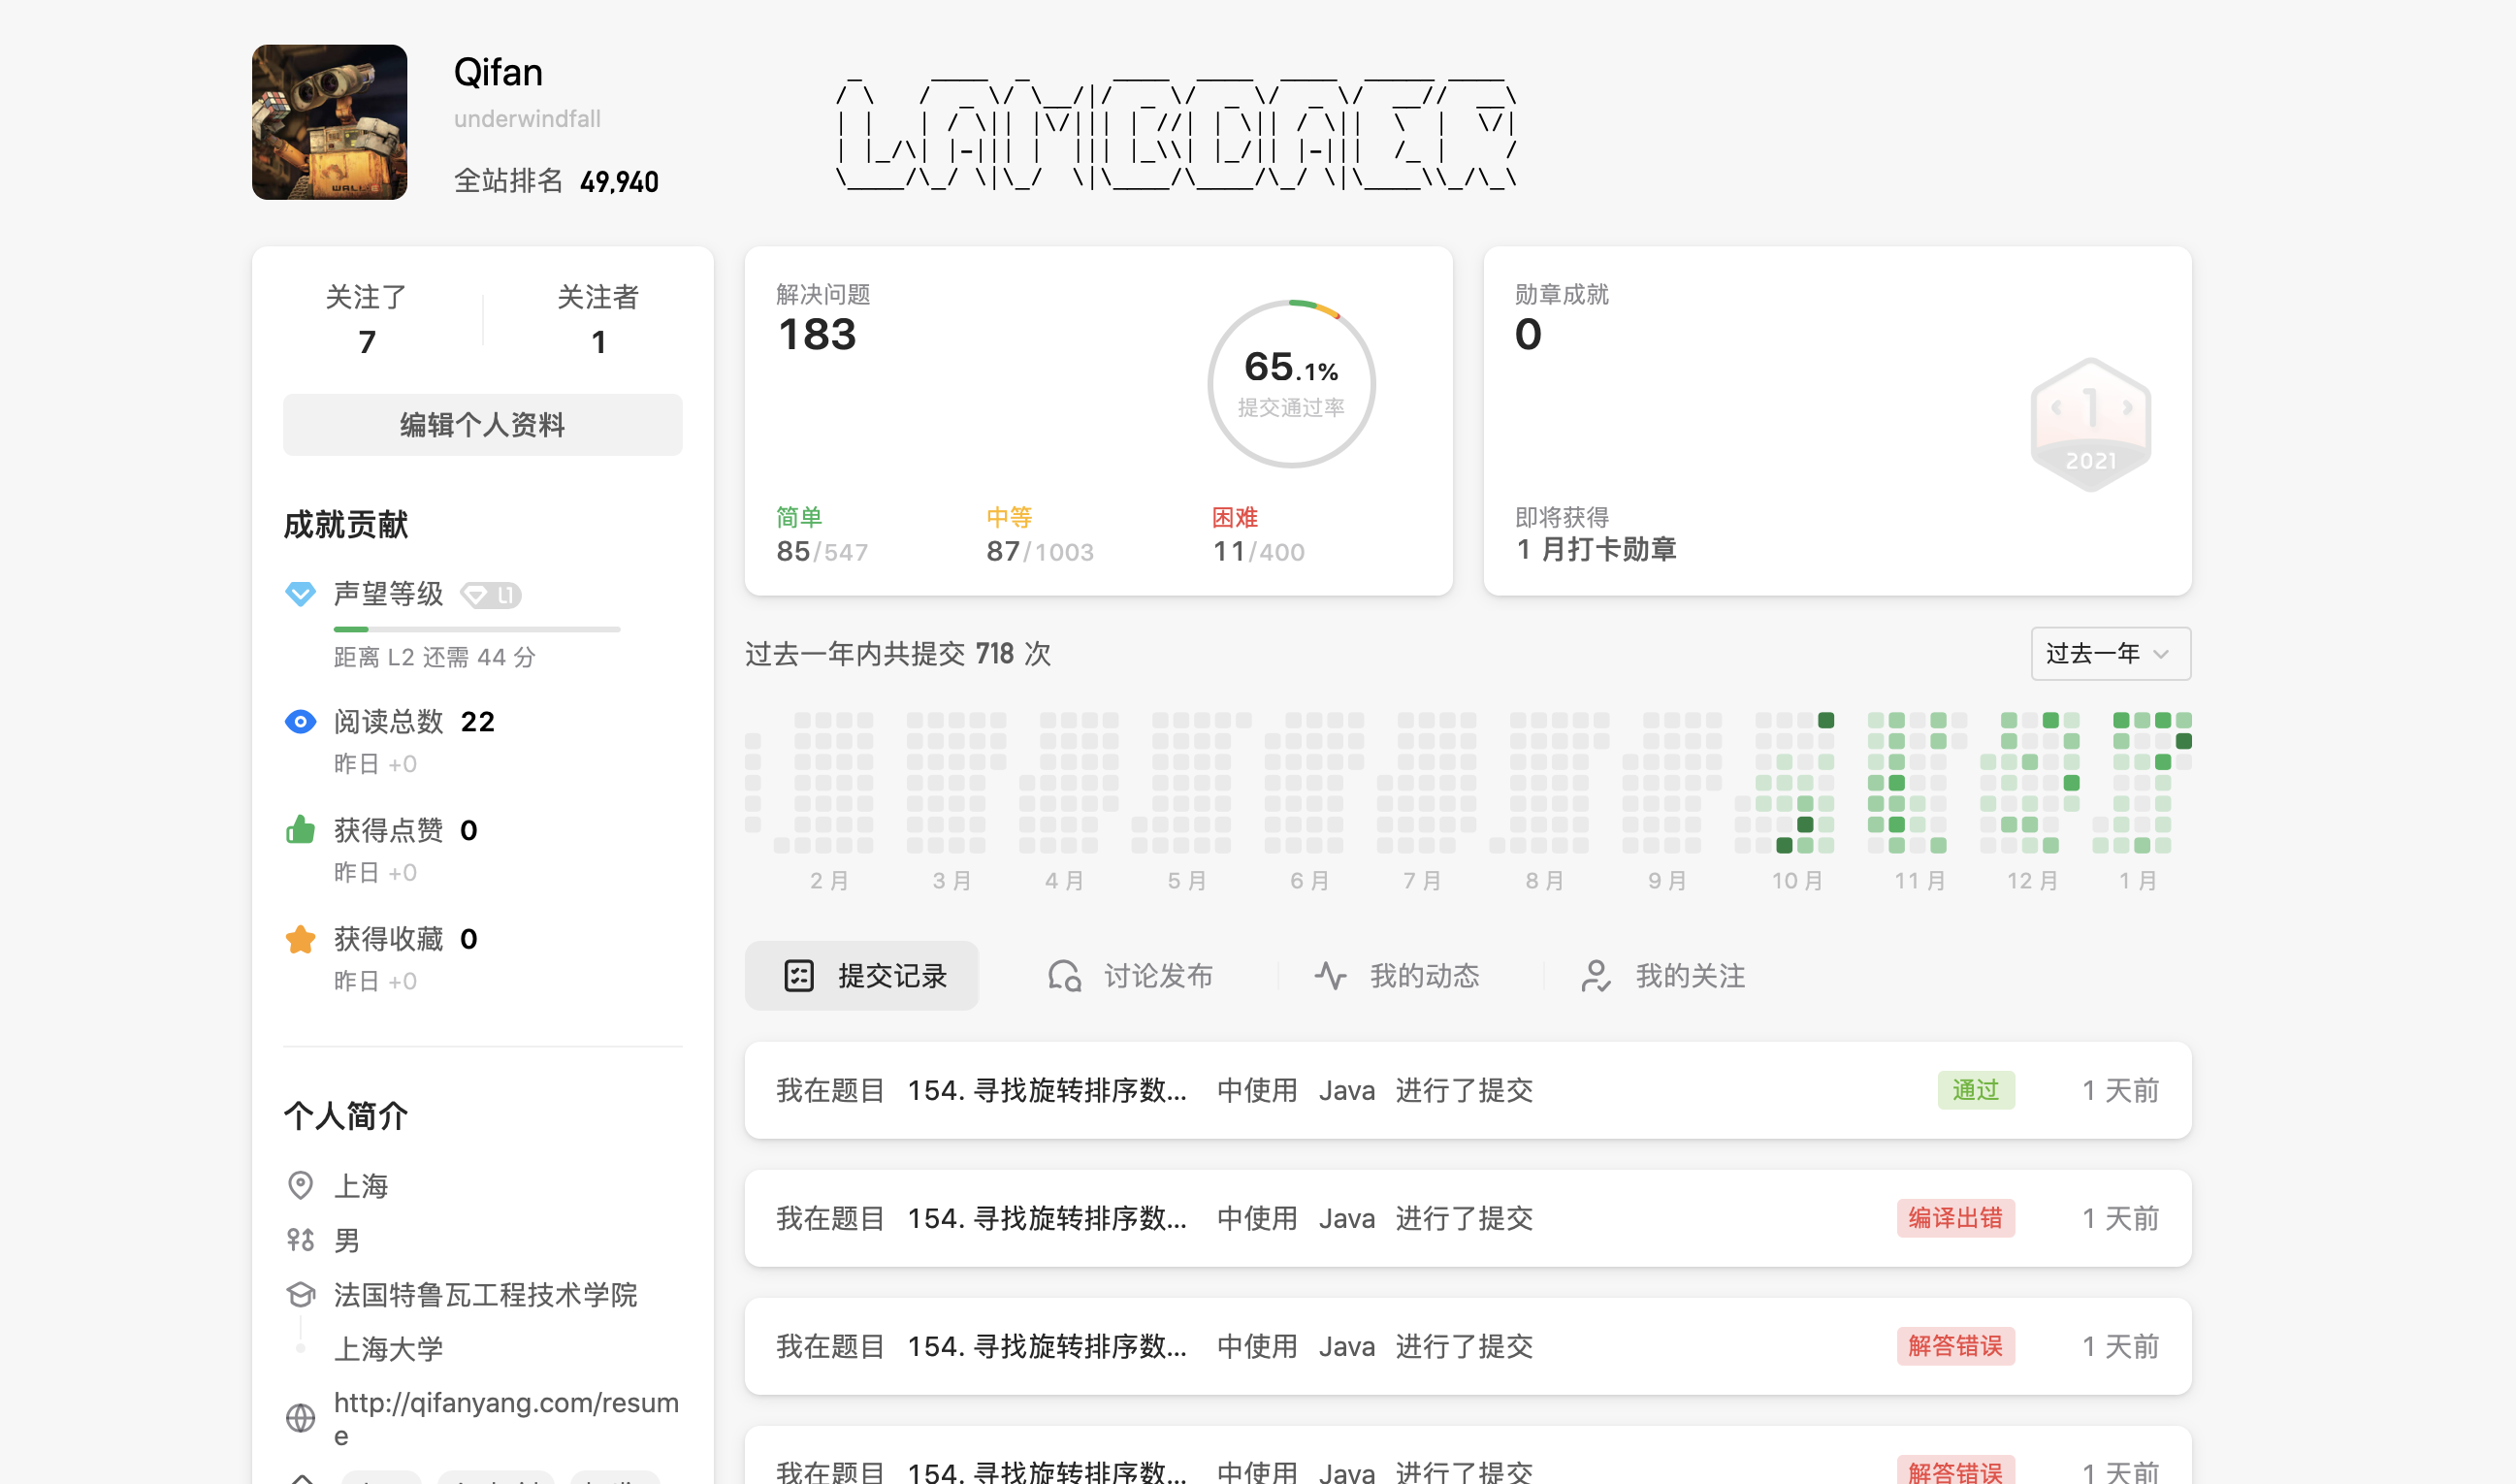 Qifan
underwindfall
全站排名 49,940
LAMBDAER
关注了
7
关注者
1
编辑个人资料
成就贡献
声望等级 L1
距离 L2 还需 44 分
阅读总数 22
昨日 +0
获得点赞 0
昨日 +0
获得收藏 0
昨日 +0
个人简介
上海
男
法国特鲁瓦工程技术学院
上海大学
http://qifanyang.com/resum
e
解决问题
183
65.1%
提交通过率
简单
85/547
中等
87/1003
困难
11/400
勋章成就
0
1
2021
即将获得
1 月打卡勋章
过去一年内共提交 718 次
过去一年
2 月 3 月 4 月 5 月 6 月 7 月 8 月 9 月 10 月 11 月 12 月 1 月
提交记录 讨论发布 我的动态 我的关注
我在题目 154. 寻找旋转排序数... 中使用 Java 进行了提交 通过 1 天前
我在题目 154. 寻找旋转排序数... 中使用 Java 进行了提交 编译出错 1 天前
我在题目 154. 寻找旋转排序数... 中使用 Java 进行了提交 解答错误 1 天前
我在题目 154. 寻找旋转排序数... 中使用 Java 进行了提交 解答错误 1 天前